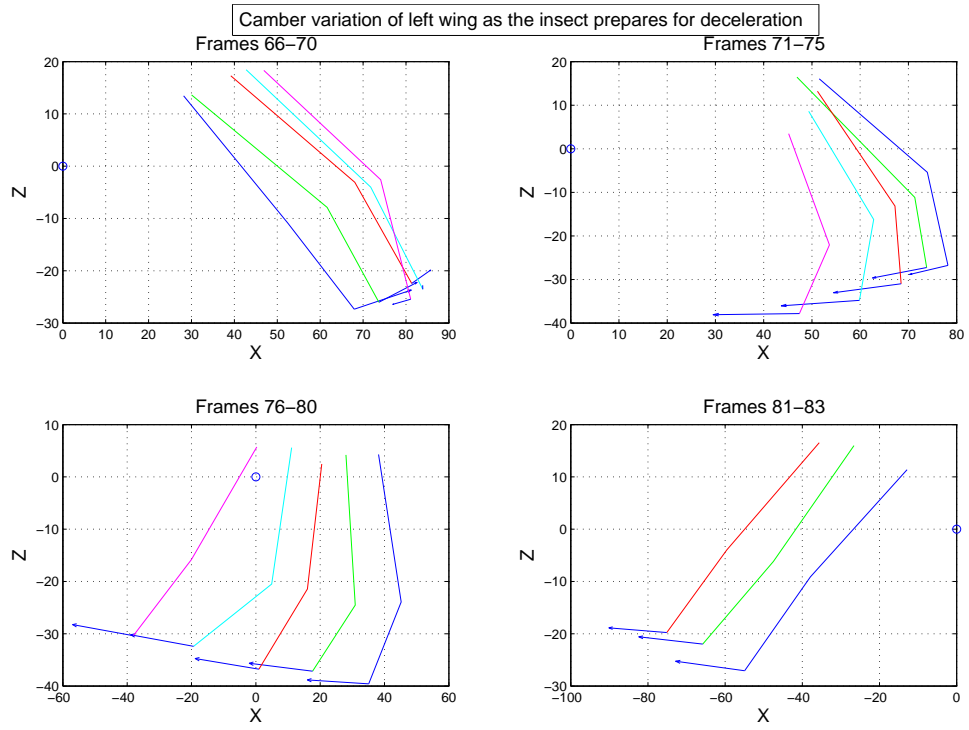 Camber variation of left wing as the insect prepares for deceleration
Frames 66−70
20
10
0
−10
−20
−30
Z
0 10 20 30 40 50 60 70 80 90
X
Frames 71−75
20
10
0
−10
−20
−30
−40
Z
0 10 20 30 40 50 60 70 80
X
Frames 76−80
10
0
−10
−20
−30
−40
Z
−60 −40 −20 0 20 40 60
X
Frames 81−83
20
10
0
−10
−20
−30
Z
−100 −80 −60 −40 −20 0
X